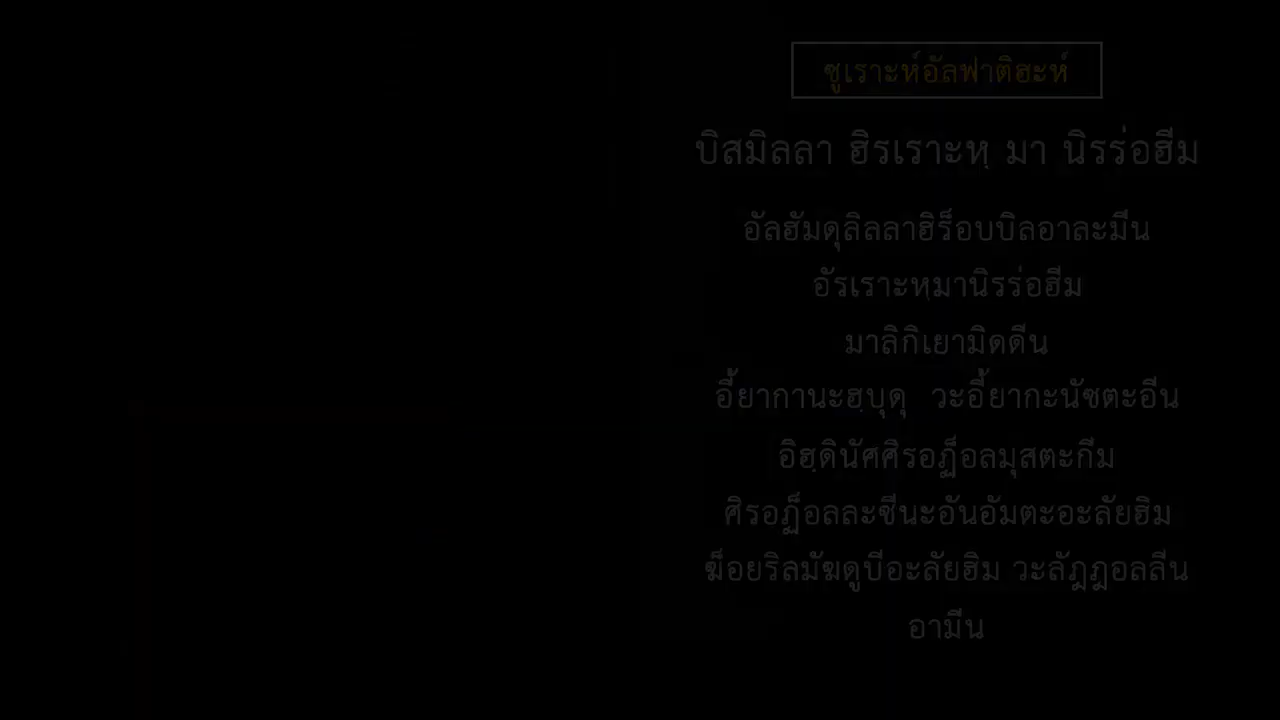 ซูเราะห์อัลฟาติฮะห์
บิสมิลลา ฮิรเราะหฺ มา นิรร่อฮีม
อัลฮัมดุลิลลาฮิร็อบบิลอาละมีน
อัรเราะหฺมานิรร่อฮีม
มาลิกิเยามิดดีน
อี้ยากานะฮฺบุดุ วะอี้ยากะนัซตะอีน
อิฮฺดินัศศิรอฏ็อลมุสตะกีม
ศิรอฏ็อลละซีนะอันอัมตะอะลัยฮิม
ฆ็อยริลมัฆดูบีอะลัยฮิม วะลัฎฎอลลีน
อามีน